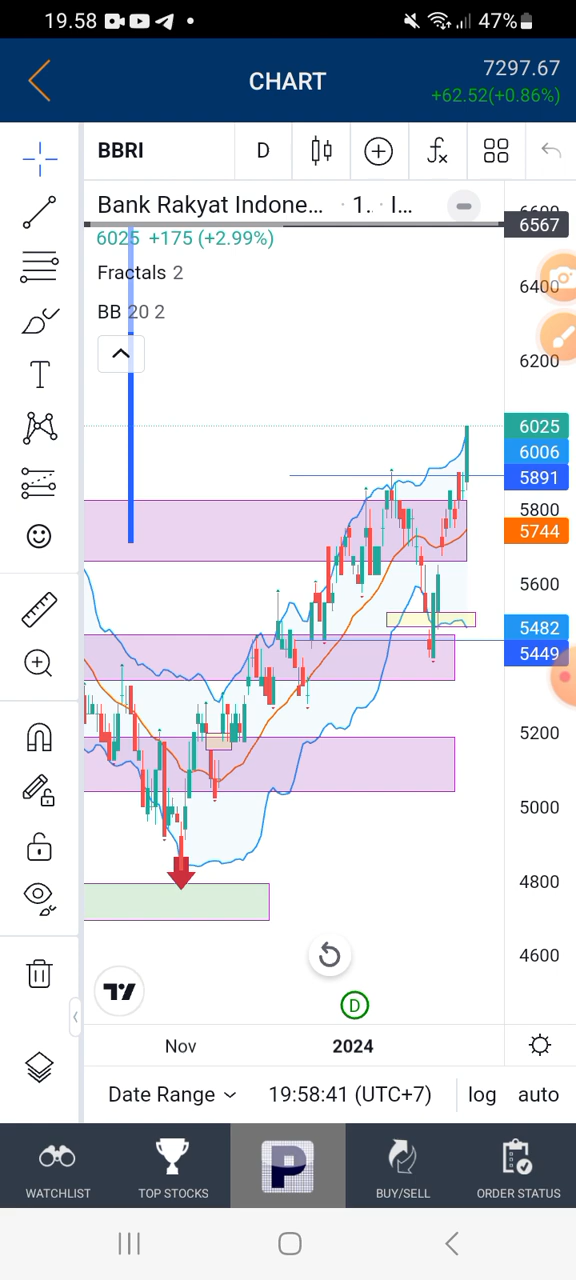 19.58 47%
CHART
7297.67
+62.52(+0.86%)
BBRI D
Bank Rakyat Indone... · 1.. · I...
6025 +175 (+2.99%)
Fractals 2
BB 20 2
T
6600
6567
6400
6200
6025
6006
5891
5800
5744
5600
5482
5449
5200
5000
4800
4600
D
Nov 2024
Date Range 19:58:41 (UTC+7) log auto
WATCHLIST TOP STOCKS P BUY/SELL ORDER STATUS